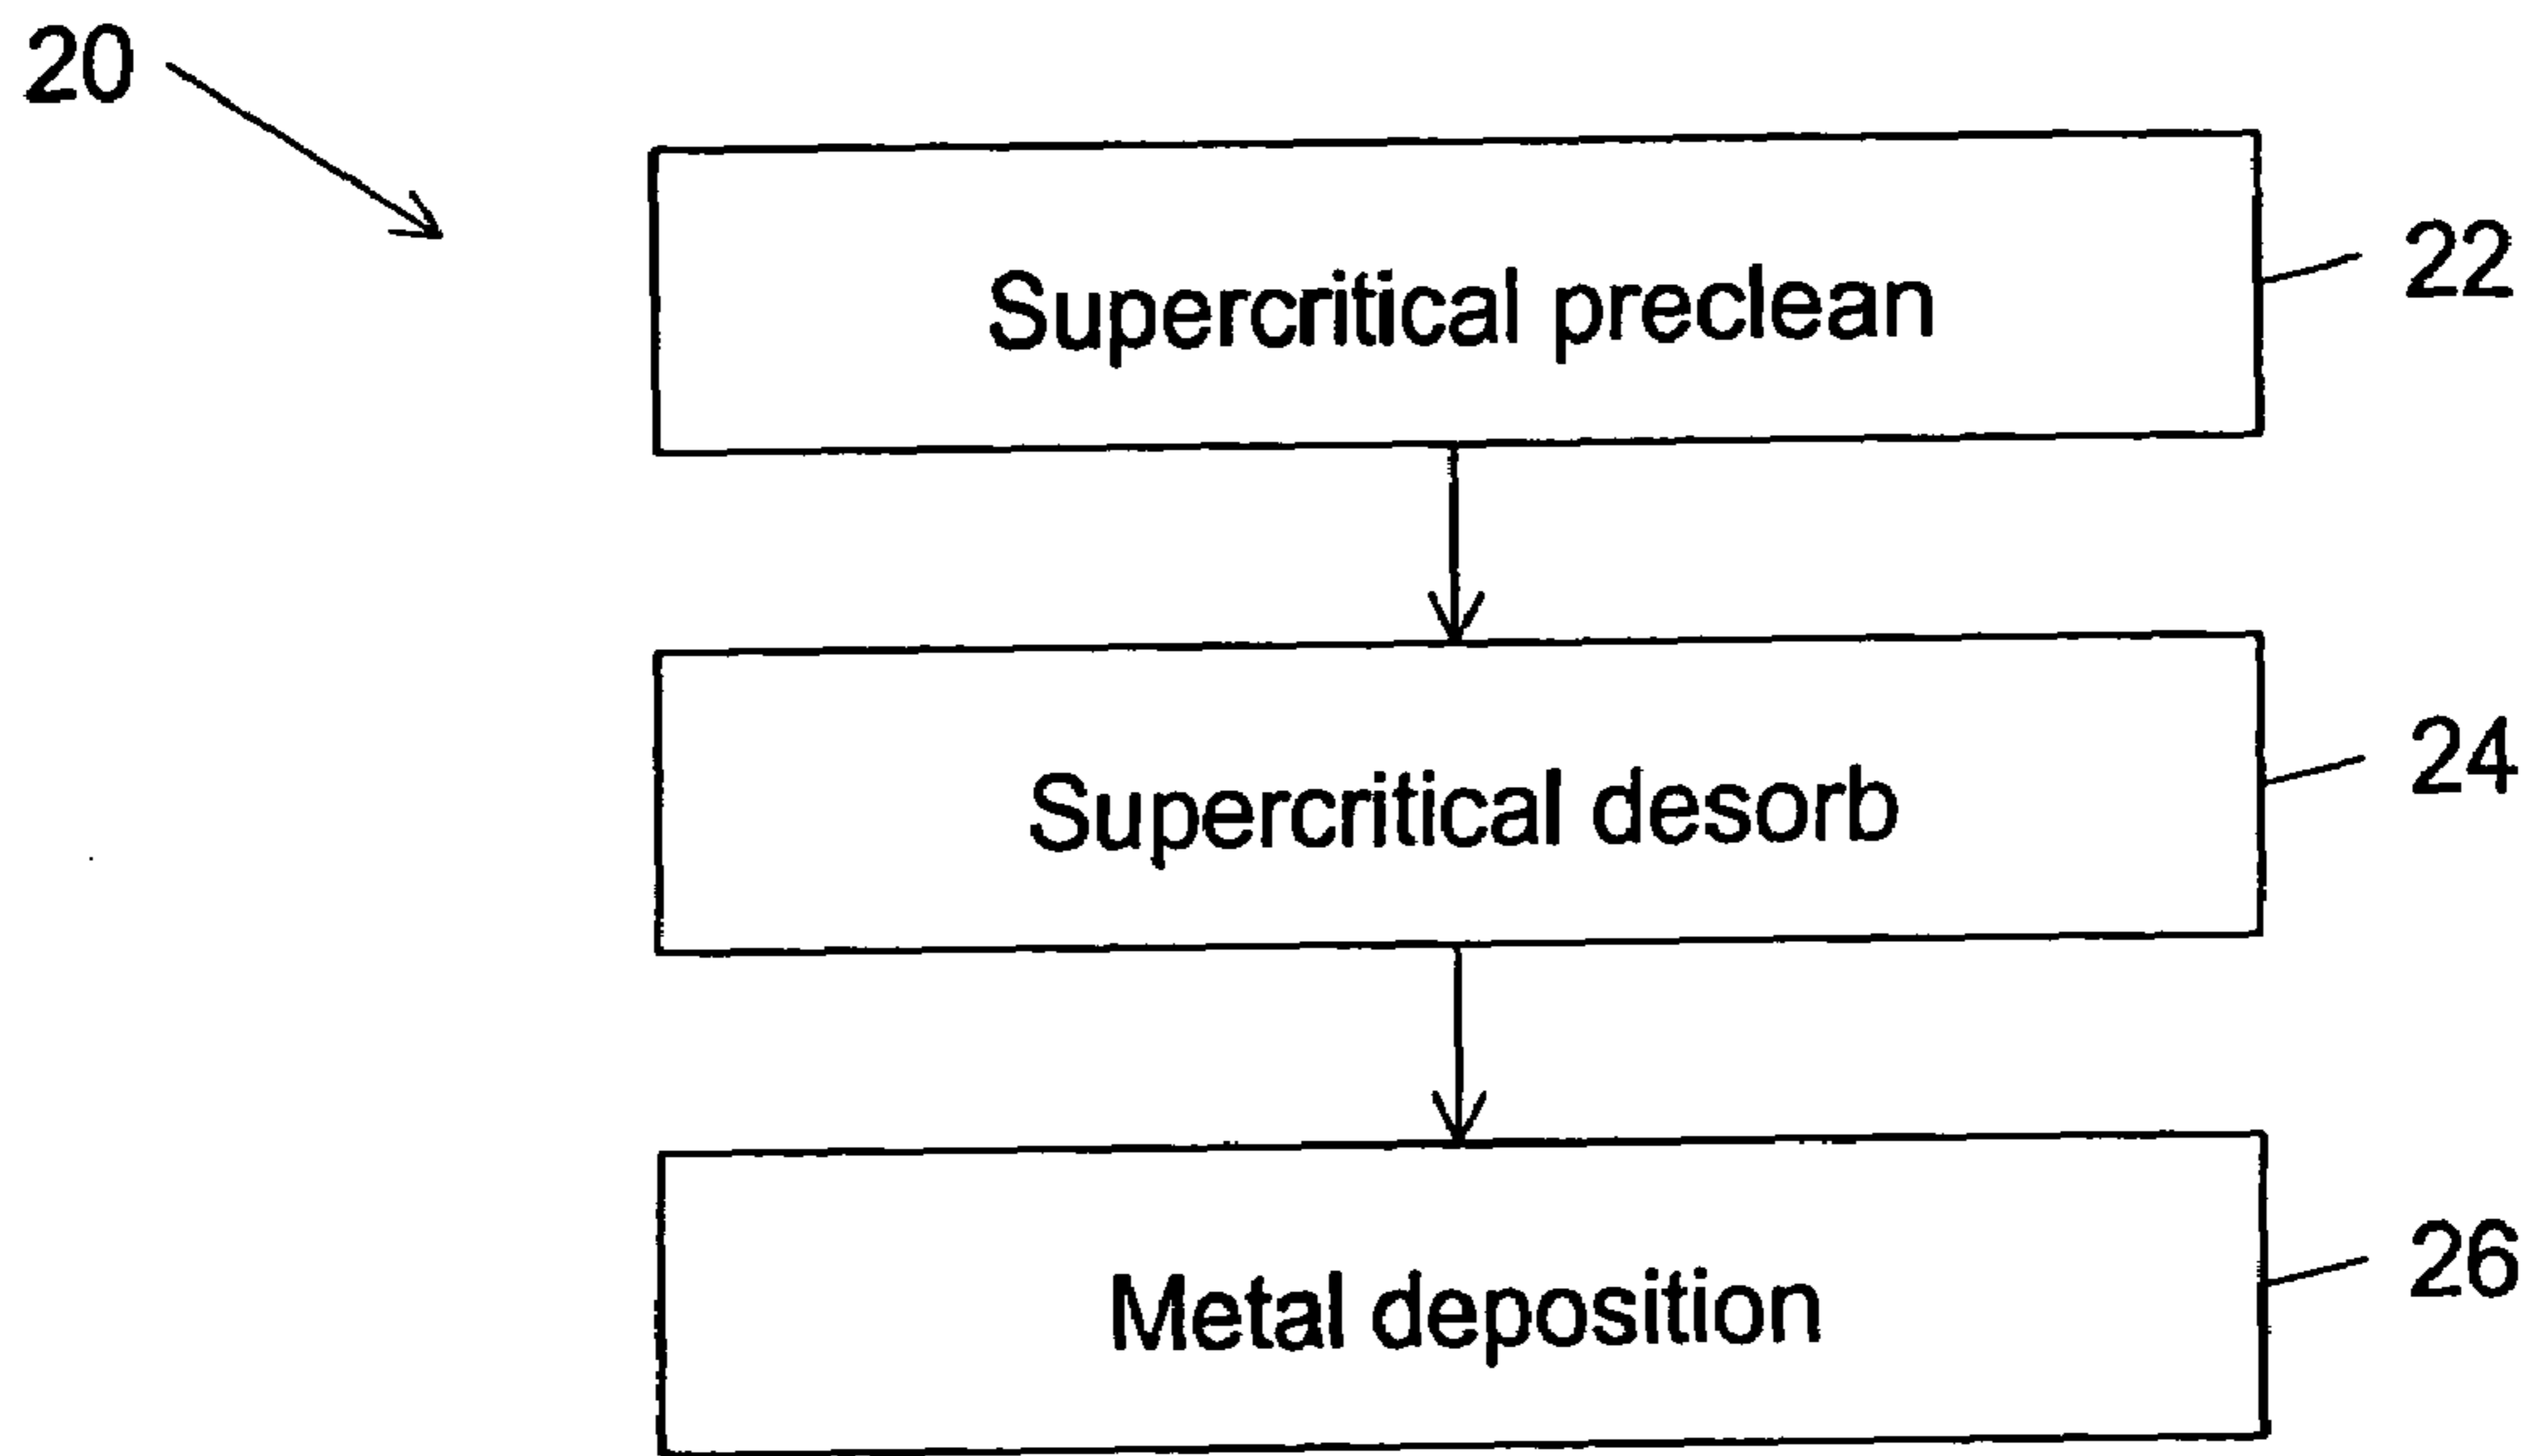 20
Supercritical preclean
22
Supercritical desorb
24
Metal deposition
26